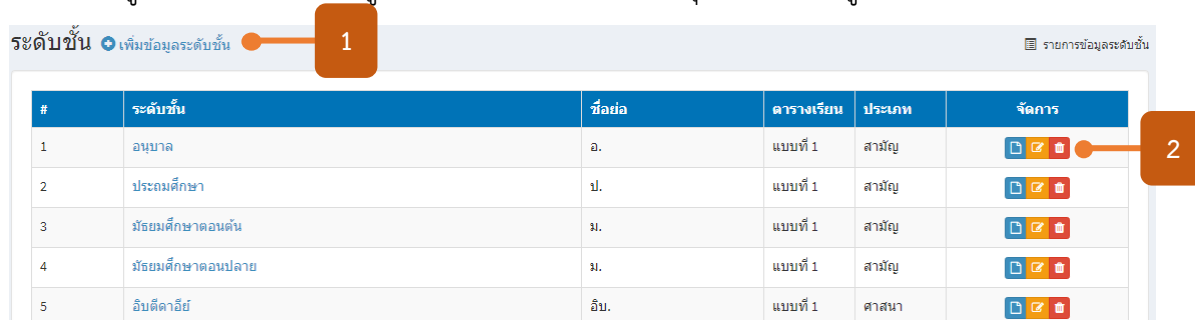 ระดับชั้น เพิ่มข้อมูลระดับชั้น 1 รายการข้อมูลระดับชั้น
# ระดับชั้น ชื่อย่อ ตารางเรียน ประเภท จัดการ
1 อนุบาล อ. แบบที่ 1 สามัญ 2
2 ประถมศึกษา ป. แบบที่ 1 สามัญ
3 มัธยมศึกษาตอนต้น ม. แบบที่ 1 สามัญ
4 มัธยมศึกษาตอนปลาย ม. แบบที่ 1 สามัญ
5 อิบตีดาอีย์ อิบ. แบบที่ 1 ศาสนา